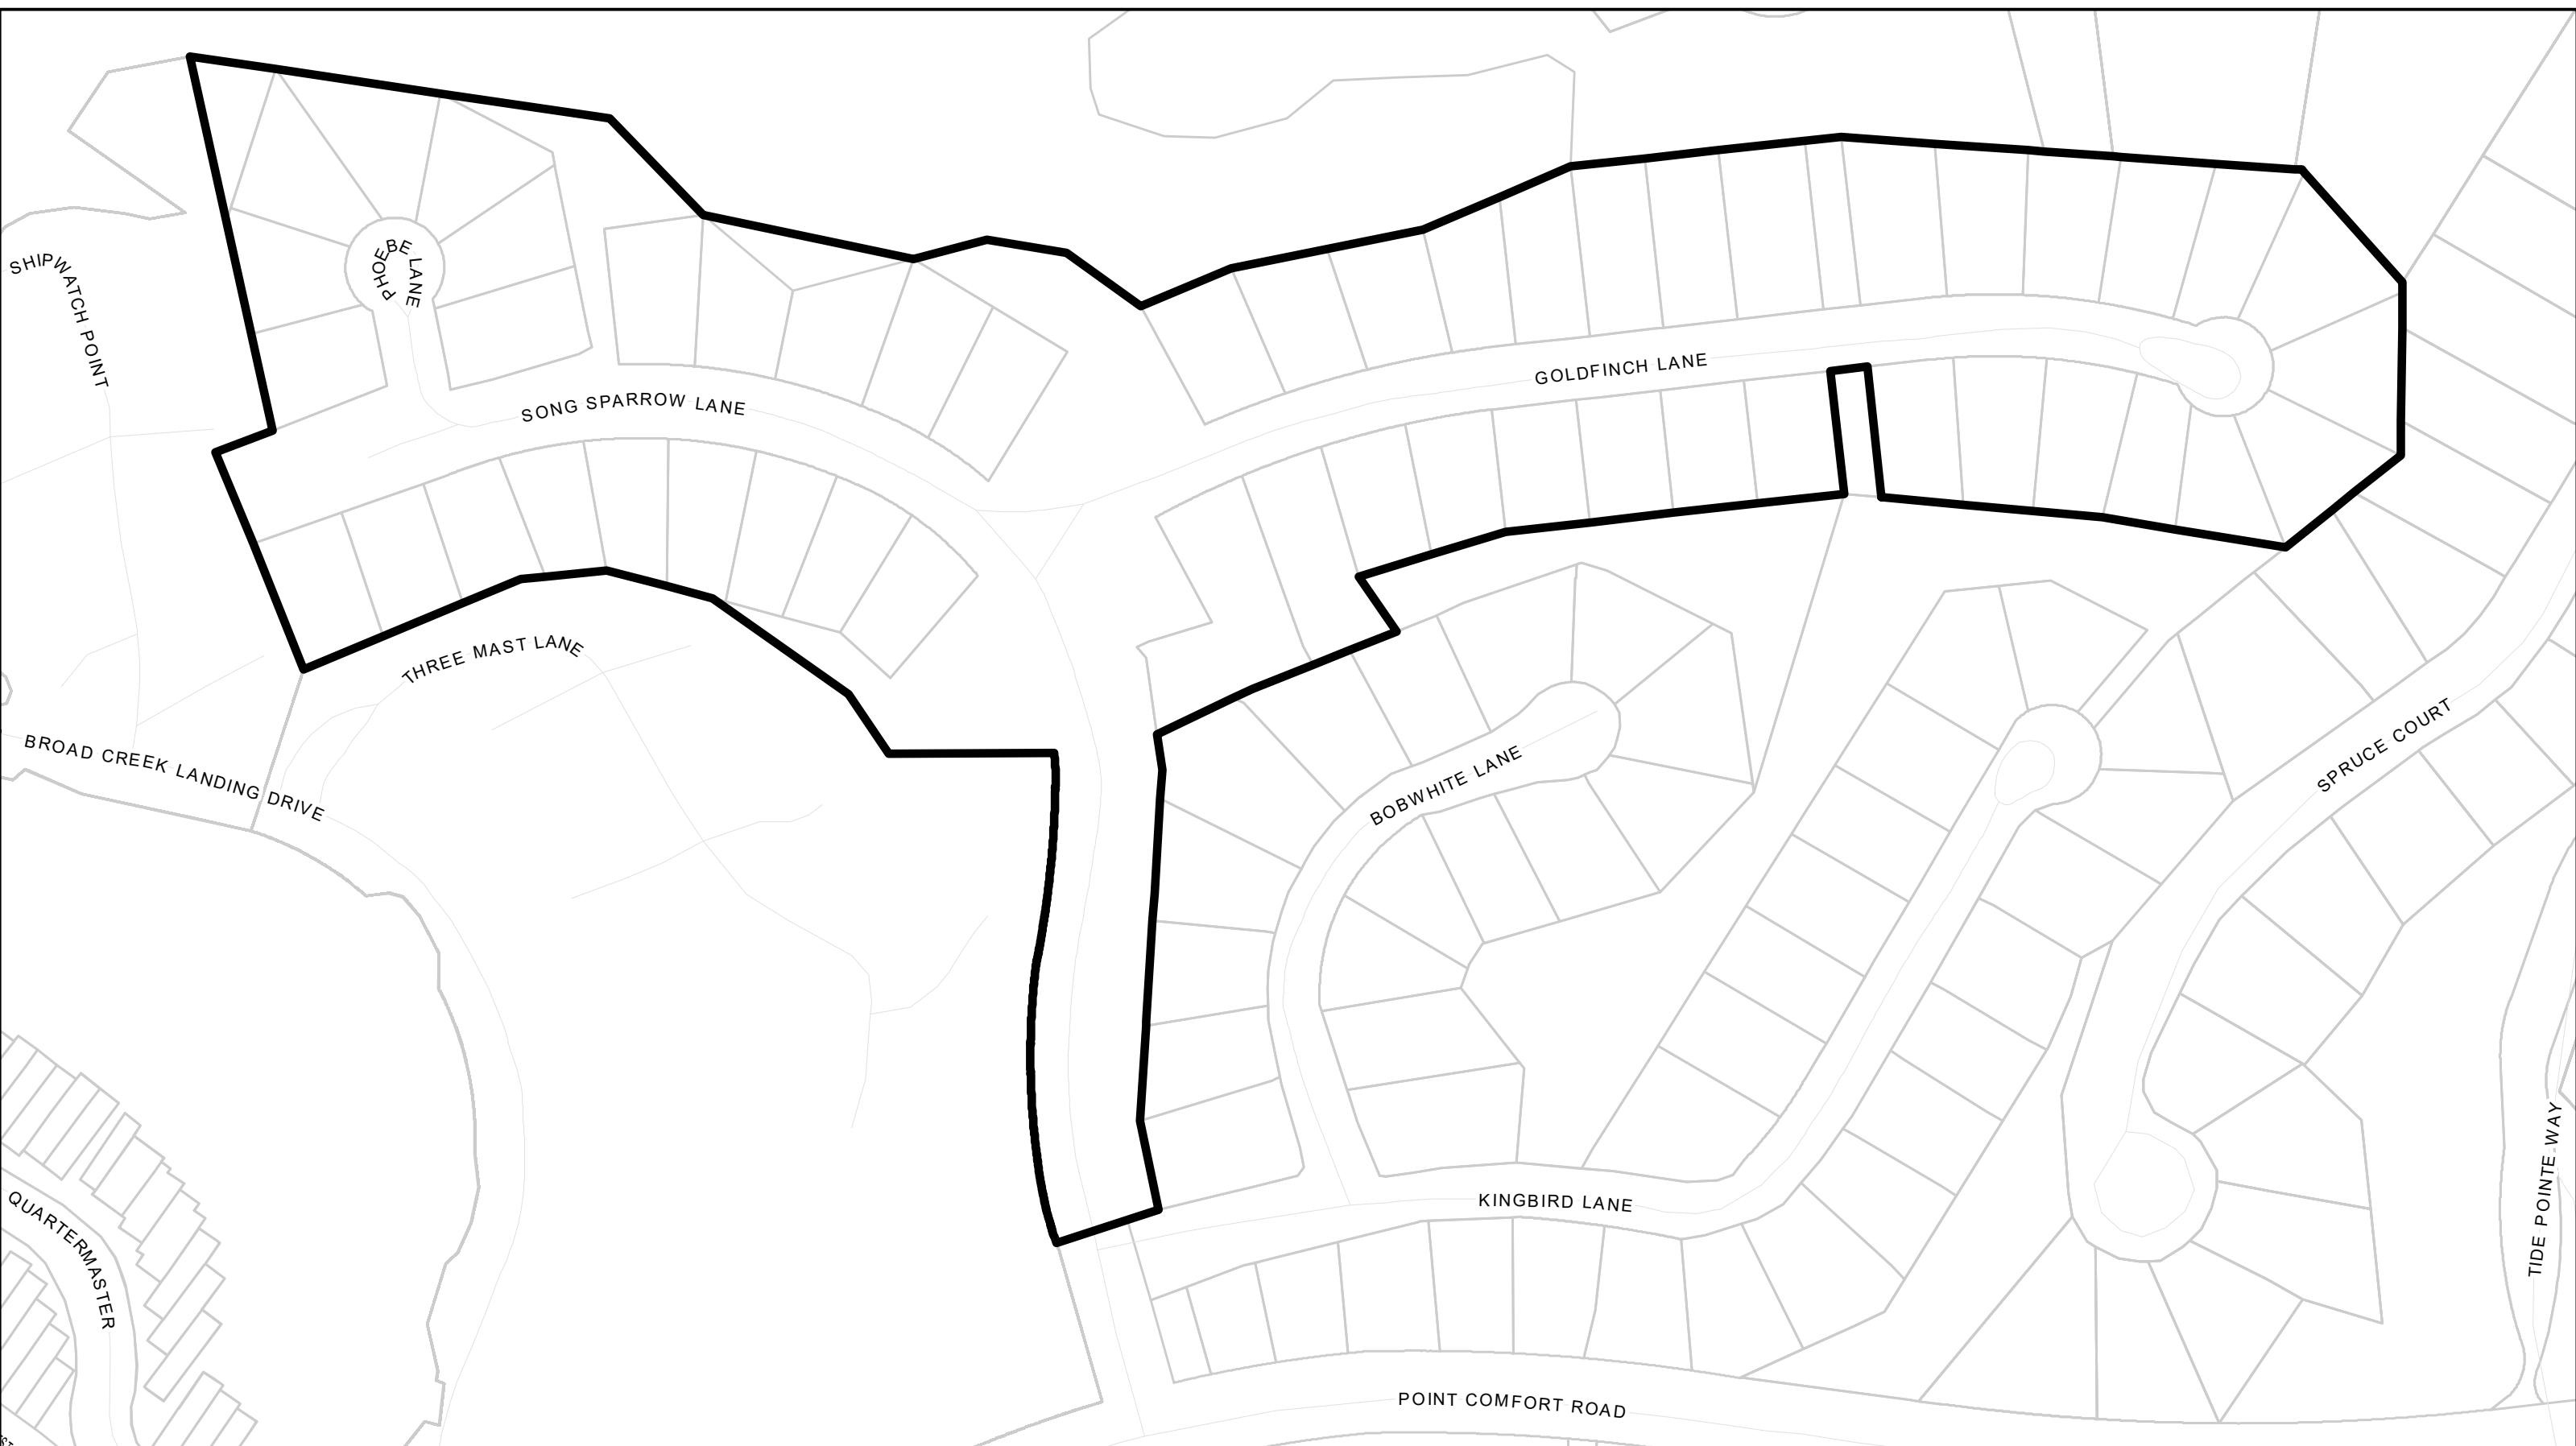 PHOEBE LANE
SHIPWATCH POINT
GOLDFINCH LANE
SONG SPARROW LANE
THREE MAST LANE
BROAD CREEK LANDING DRIVE
BOBWHITE LANE
SPRUCE COURT
KINGBIRD LANE
QUARTERMASTER
TIDE POINTE WAY
POINT COMFORT ROAD